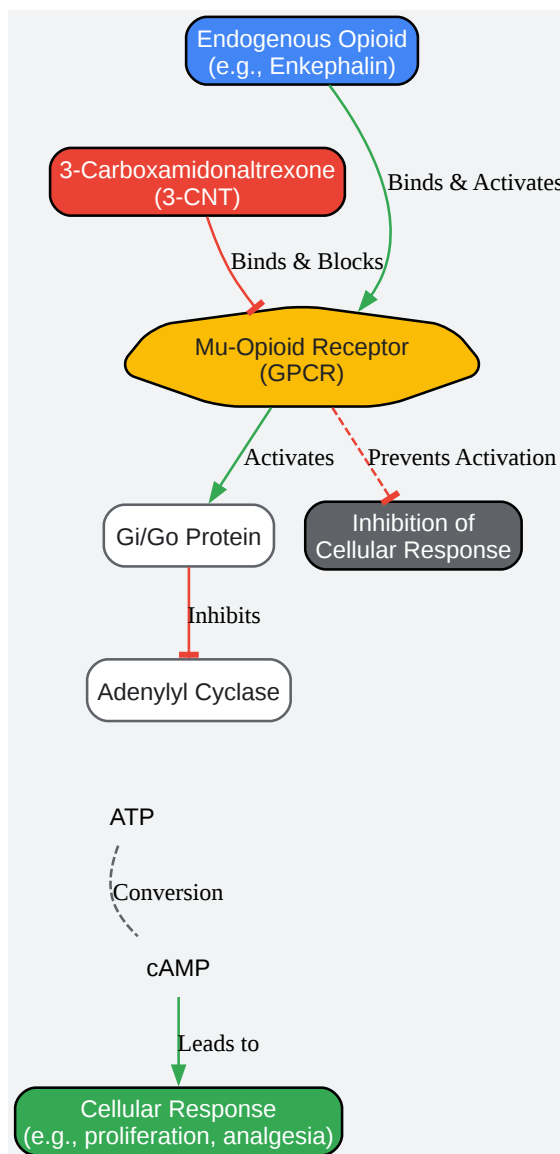 Endogenous Opioid
(e.g., Enkephalin)
3-Carboxamidonaltrexone
(3-CNT)
Binds & Activates
Binds & Blocks
Mu-Opioid Receptor
(GPCR)
Activates
Prevents Activation
Gi/Go Protein
Inhibition of
Cellular Response
Inhibits
Adenylyl Cyclase
ATP
Conversion
cAMP
Leads to
Cellular Response
(e.g., proliferation, analgesia)